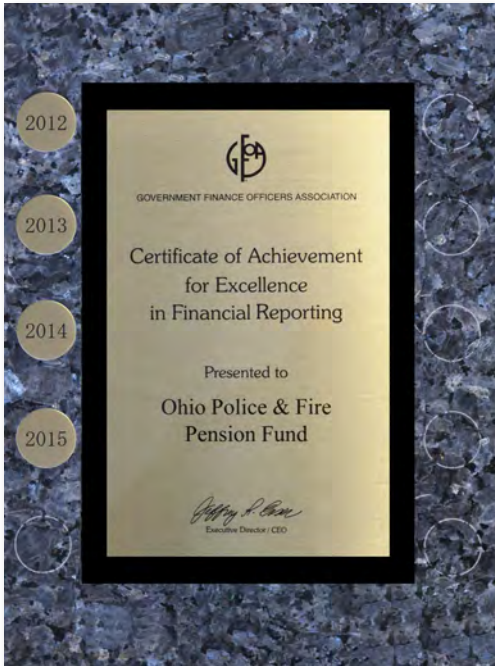 2012
2013
2014
2015
GFOA
GOVERNMENT FINANCE OFFICERS ASSOCIATION
Certificate of Achievement
for Excellence
in Financial Reporting
Presented to
Ohio Police & Fire
Pension Fund
Executive Director / CEO